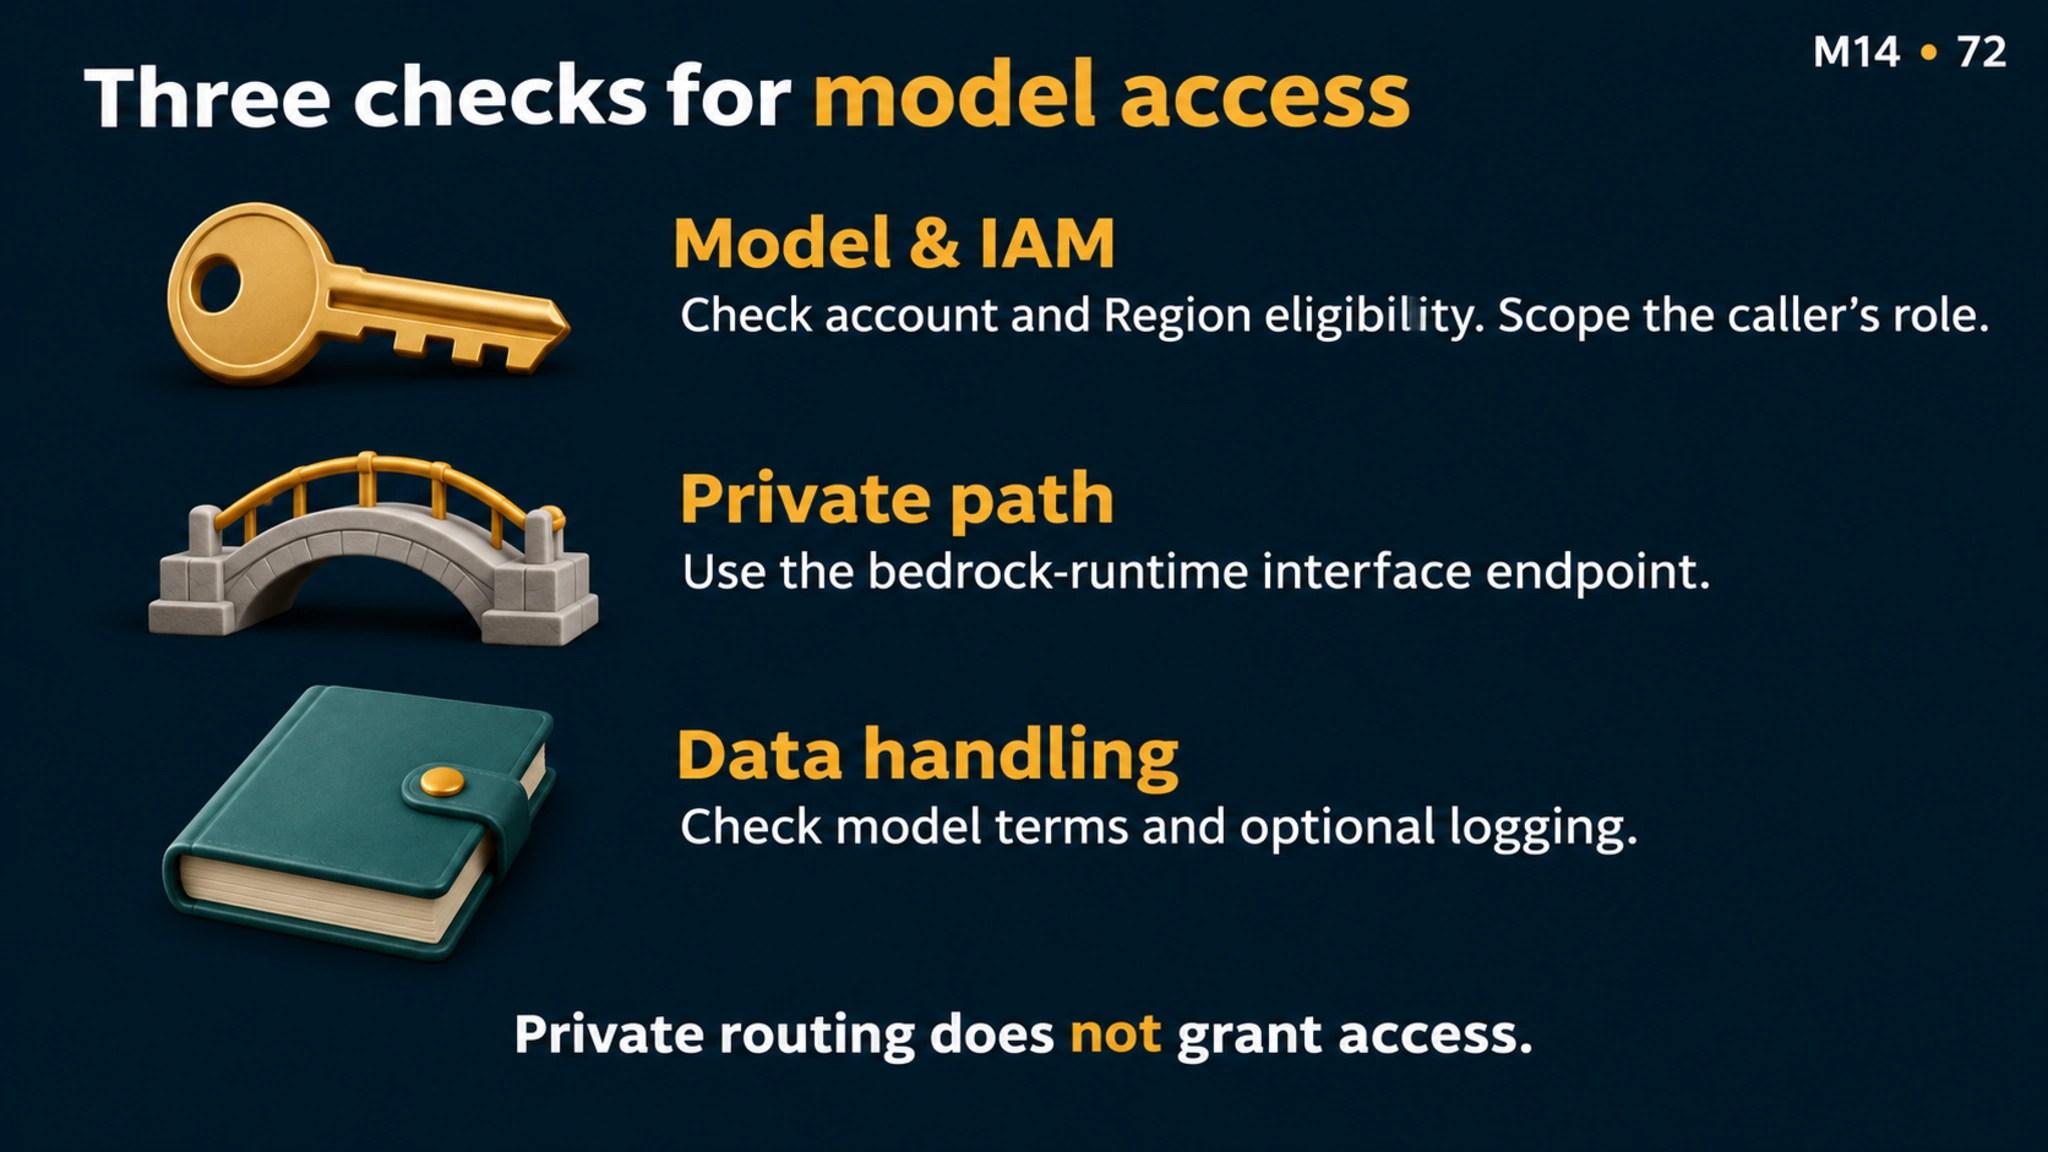 Three checks for model access
M14 • 72
Model & IAM
Check account and Region eligibility. Scope the caller’s role.
Private path
Use the bedrock-runtime interface endpoint.
Data handling
Check model terms and optional logging.
Private routing does not grant access.